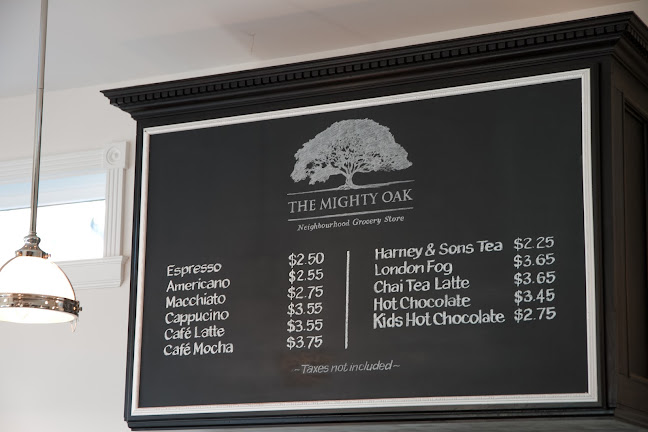 THE MIGHTY OAK
Neighbourhood Grocery Store
Espresso $2.50
Americano $2.55
Macchiato $2.75
Cappucino $3.55
Café Latte $3.55
Café Mocha $3.75
Harney & Sons Tea $2.25
London Fog $3.65
Chai Tea Latte $3.65
Hot Chocolate $3.45
Kids Hot Chocolate $2.75
~Taxes not included~